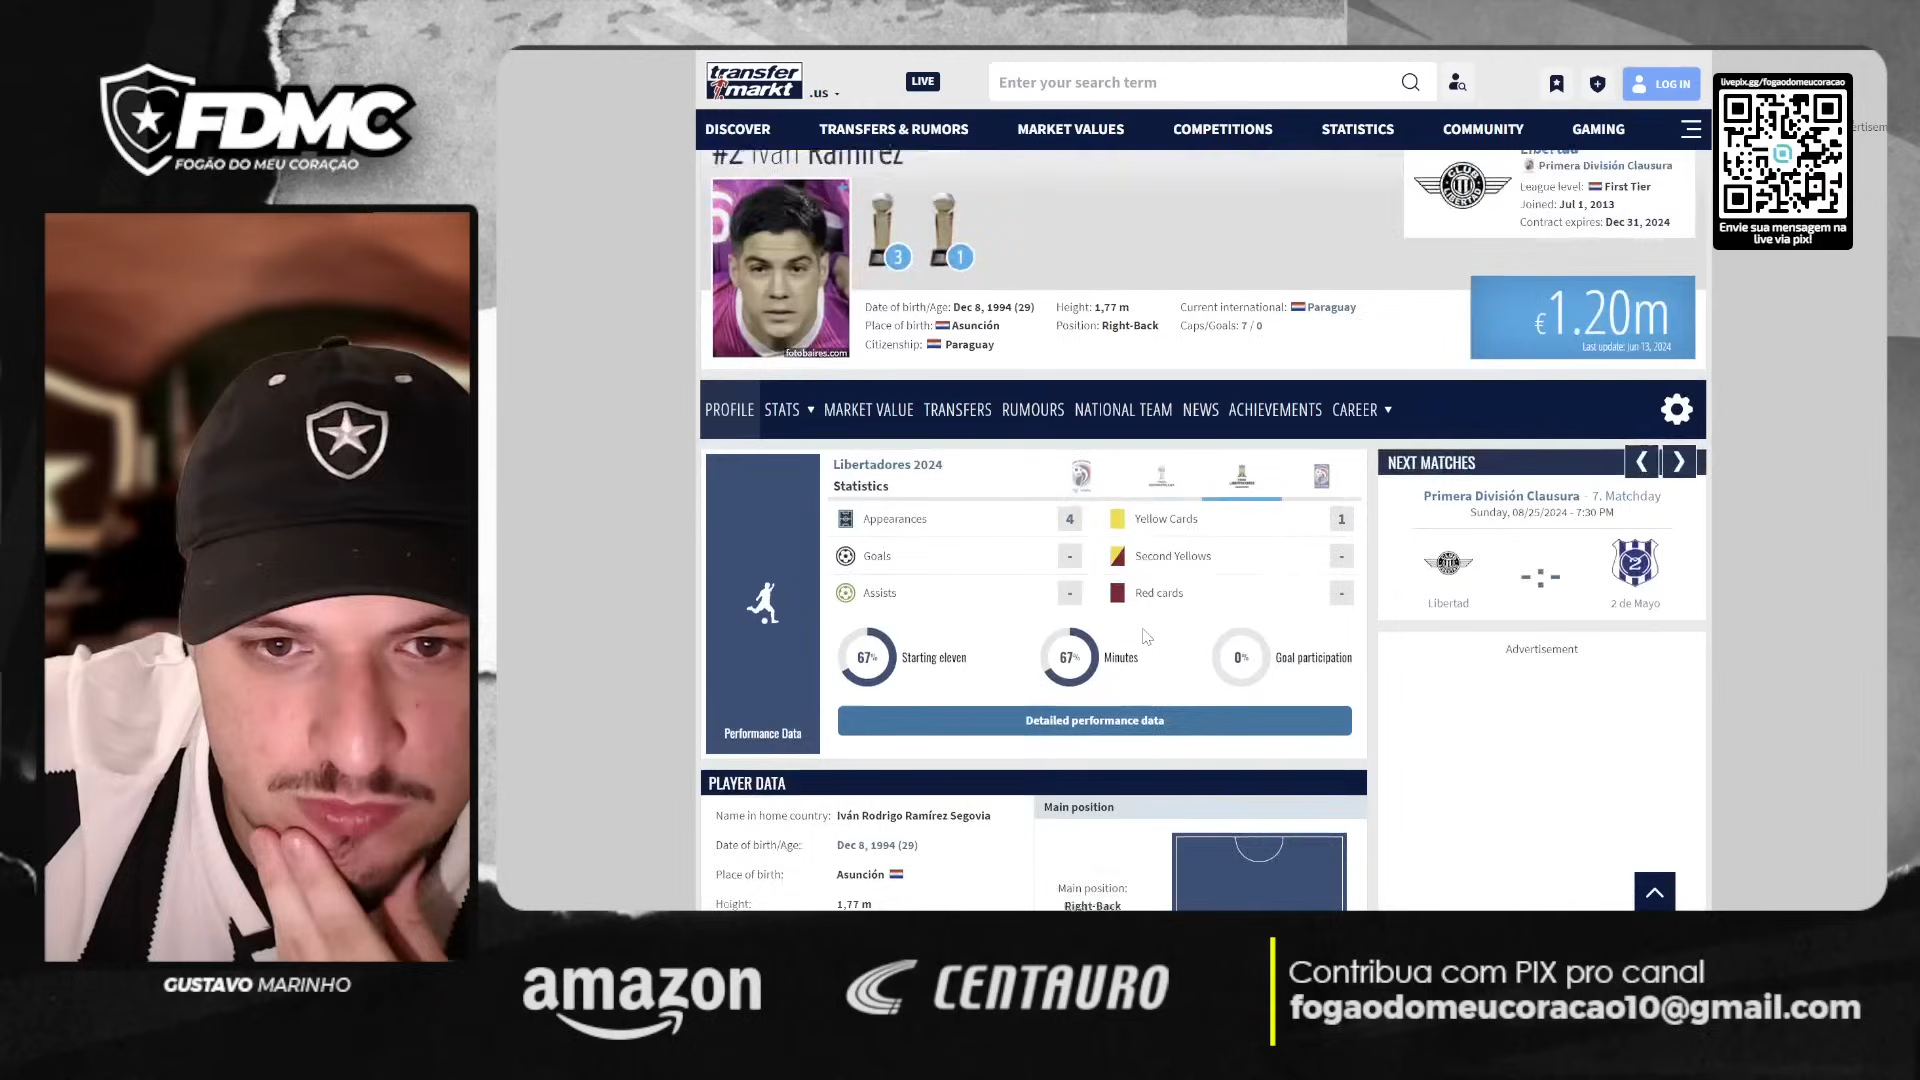 FDMC
FOGÃO DO MEU CORAÇÃO
GUSTAVO MARINHO
transfer
markt
.us
LIVE
Enter your search term
LOG IN
DISCOVER
TRANSFERS & RUMORS
MARKET VALUES
COMPETITIONS
STATISTICS
COMMUNITY
GAMING
livepix.gg/fogaodomeucoracao
Envie sua mensagem na
live via pix!
#2 Iván Ramírez
3
1
fotobaires.com
Date of birth/Age: Dec 8, 1994 (29)
Place of birth: Asunción
Citizenship: Paraguay
Height: 1,77 m
Position: Right-Back
Current international: Paraguay
Caps/Goals: 7 / 0
CLUB
LIBERTAD
Libertad
Primera División Clausura
League level: First Tier
Joined: Jul 1, 2013
Contract expires: Dec 31, 2024
€1.20m
Last update: Jun 13, 2024
PROFILE
STATS
MARKET VALUE
TRANSFERS
RUMOURS
NATIONAL TEAM
NEWS
ACHIEVEMENTS
CAREER
Performance Data
Libertadores 2024
Statistics
Appearances 4
Yellow Cards 1
Goals -
Second Yellows -
Assists -
Red cards -
67% Starting eleven
67% Minutes
0% Goal participation
Detailed performance data
NEXT MATCHES
Primera División Clausura - 7. Matchday
Sunday, 08/25/2024 - 7:30 PM
-:-
2
Libertad
2 de Mayo
Advertisement
PLAYER DATA
Name in home country: Iván Rodrigo Ramírez Segovia
Date of birth/Age: Dec 8, 1994 (29)
Place of birth: Asunción
Height: 1,77 m
Main position
Main position:
Right-Back
amazon
CENTAURO
Contribua com PIX pro canal
fogaodomeucoracao10@gmail.com